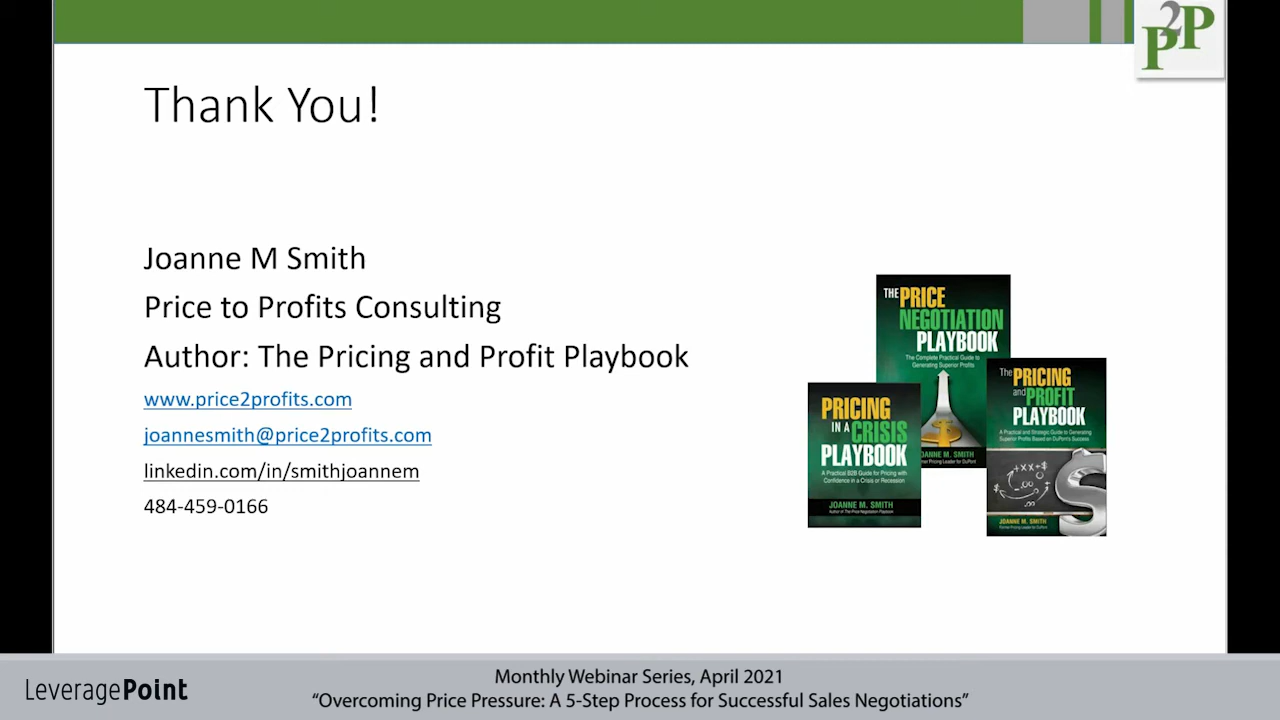 P2P
Thank You!
Joanne M Smith
Price to Profits Consulting
Author: The Pricing and Profit Playbook
www.price2profits.com
joannesmith@price2profits.com
linkedin.com/in/smithjoannem
484-459-0166
THE PRICE
NEGOTIATION
PLAYBOOK
The Complete Practical Guide to
Generating Superior Profits
JOANNE M. SMITH
Former Pricing Leader for DuPont
PRICING
IN A CRISIS
PLAYBOOK
A Practical B2B Guide for Pricing with
Confidence in a Crisis or Recession
JOANNE M. SMITH
Author of The Price Negotiation Playbook
The PRICING
and PROFIT
PLAYBOOK
A Practical and Strategic Guide to Generating
Superior Profits Based on DuPont's Success
JOANNE M. SMITH
Former Pricing Leader for DuPont
LeveragePoint
Monthly Webinar Series, April 2021
“Overcoming Price Pressure: A 5-Step Process for Successful Sales Negotiations”